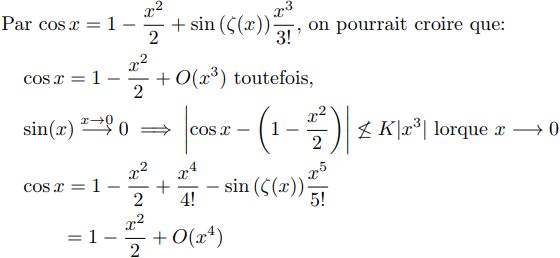 Par cos x = 1 − x²/2 + sin (ζ(x)) x³/3!, on pourrait croire que:
cos x = 1 − x²/2 + O(x³) toutefois,
sin(x) —x→0→ 0 ⟹ |cos x − (1 − x²/2)| ≰ K|x³| lorque x ⟶ 0
cos x = 1 − x²/2 + x⁴/4! − sin (ζ(x)) x⁵/5!
= 1 − x²/2 + O(x⁴)